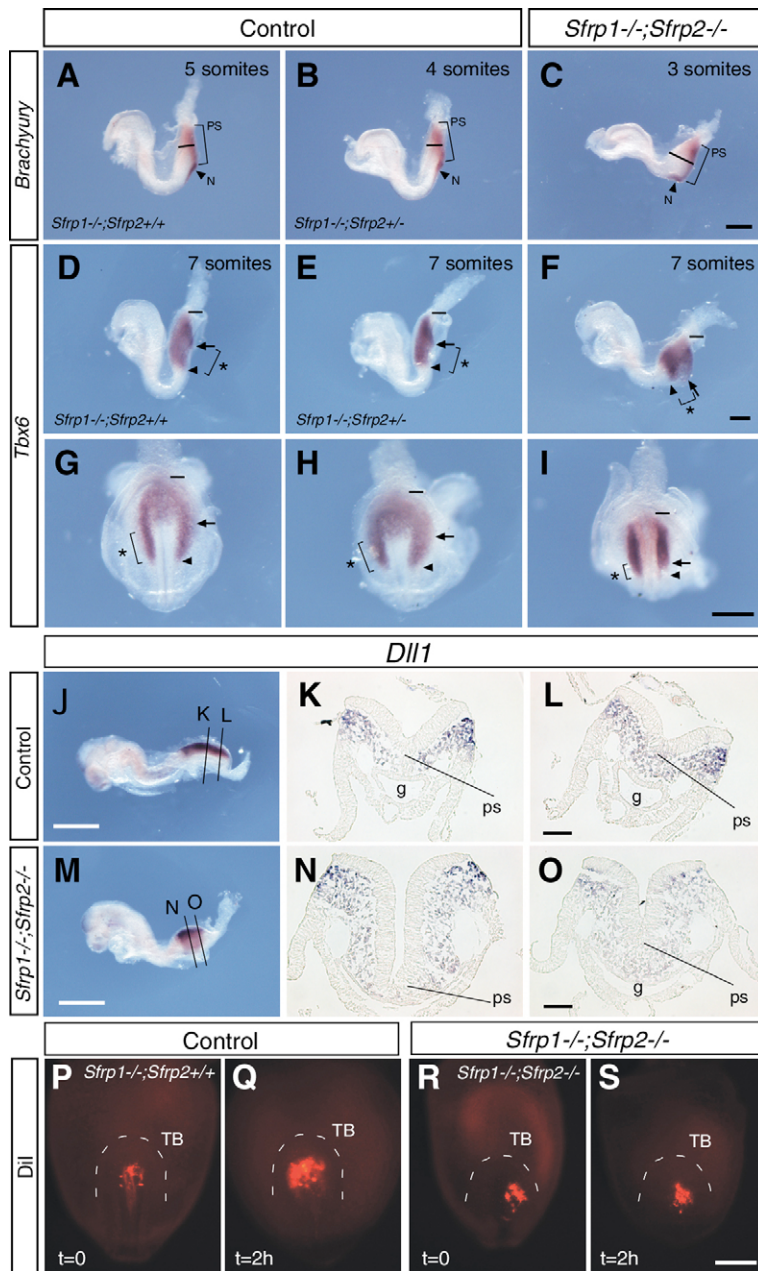 Control
Sfrp1-/-;Sfrp2-/-
Brachyury
A
5 somites
PS
N
Sfrp1-/-;Sfrp2+/+
B
4 somites
PS
N
Sfrp1-/-;Sfrp2+/-
C
3 somites
PS
N
Tbx6
D
7 somites
*
Sfrp1-/-;Sfrp2+/+
E
7 somites
*
Sfrp1-/-;Sfrp2+/-
F
7 somites
*
G
*
H
*
I
*
Dll1
Control
J
K L
K
g
ps
L
g
ps
Sfrp1-/-;Sfrp2-/-
M
N O
N
ps
O
g
ps
Control
Sfrp1-/-;Sfrp2-/-
DiI
P
Sfrp1-/-;Sfrp2+/+
TB
t=0
Q
TB
t=2h
R
Sfrp1-/-;Sfrp2-/-
TB
t=0
S
TB
t=2h